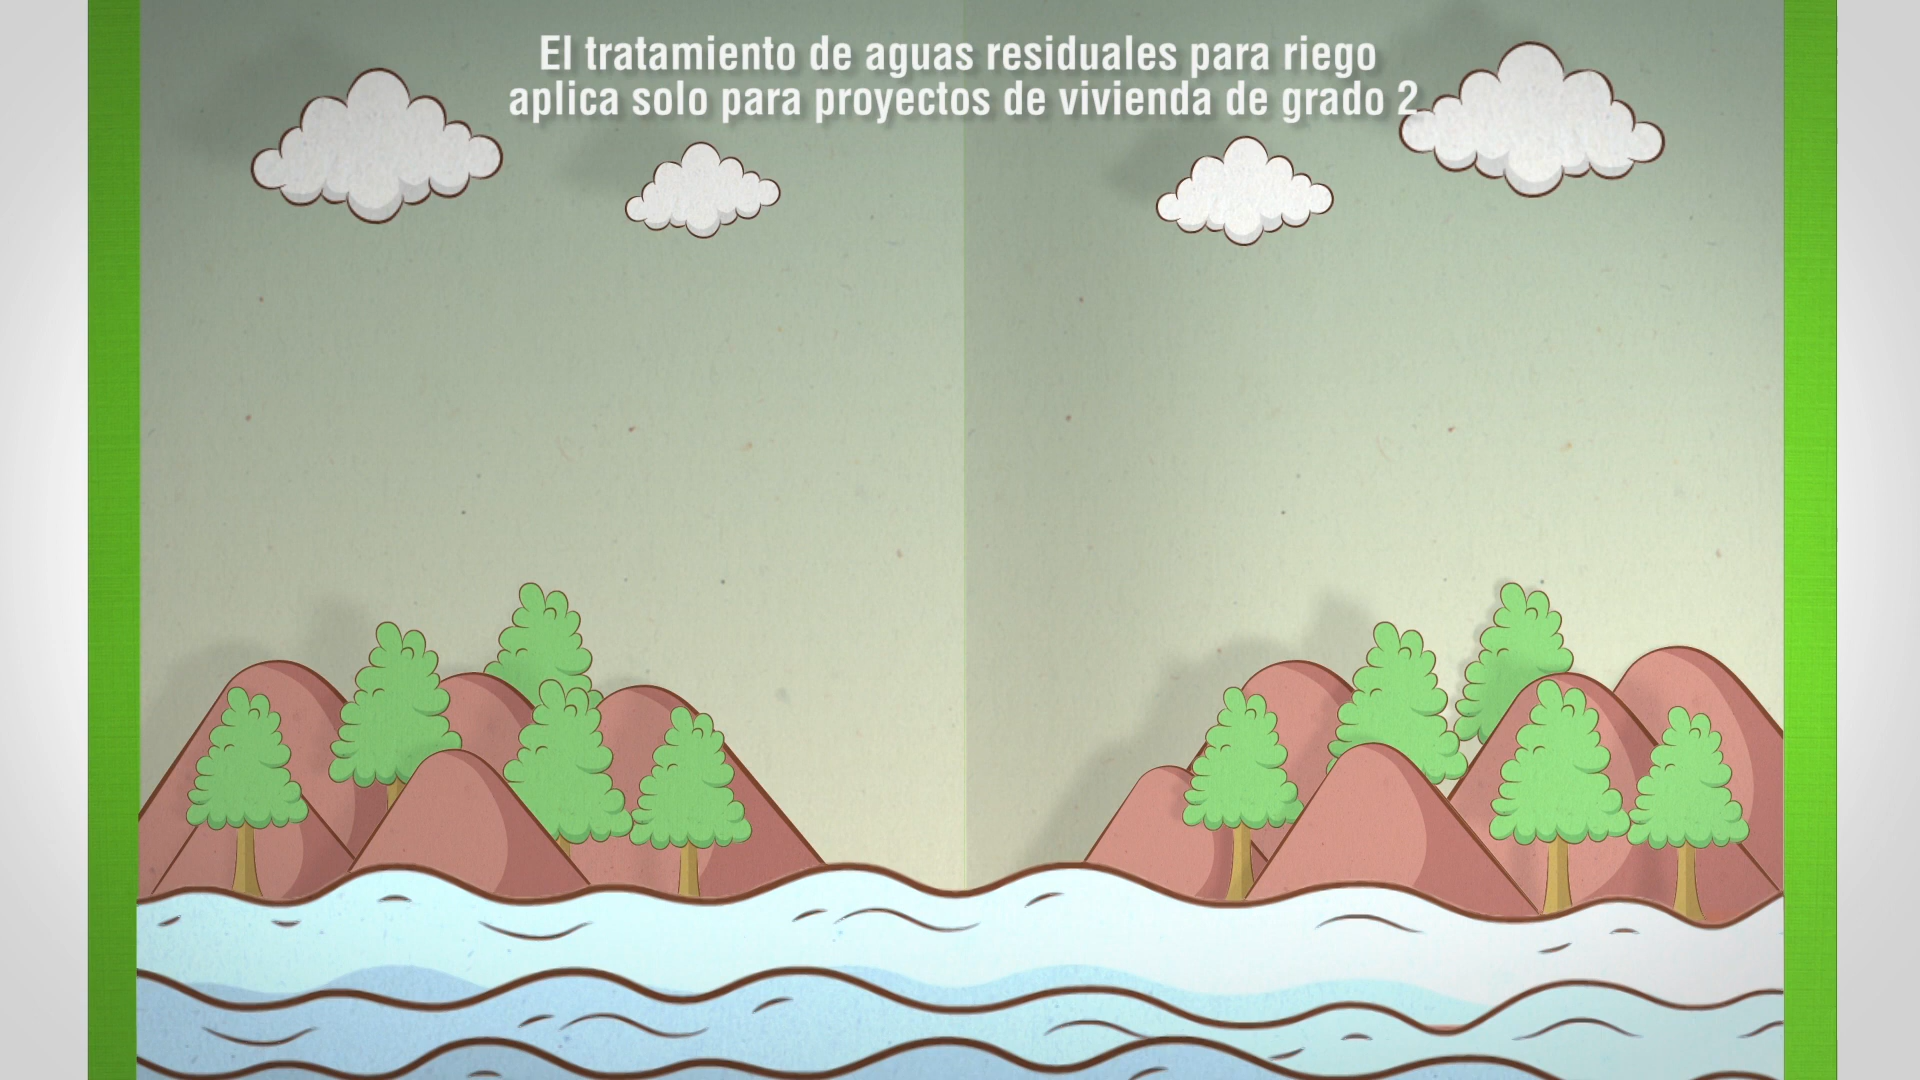 El tratamiento de aguas residuales para riego
aplica solo para proyectos de vivienda de grado 2